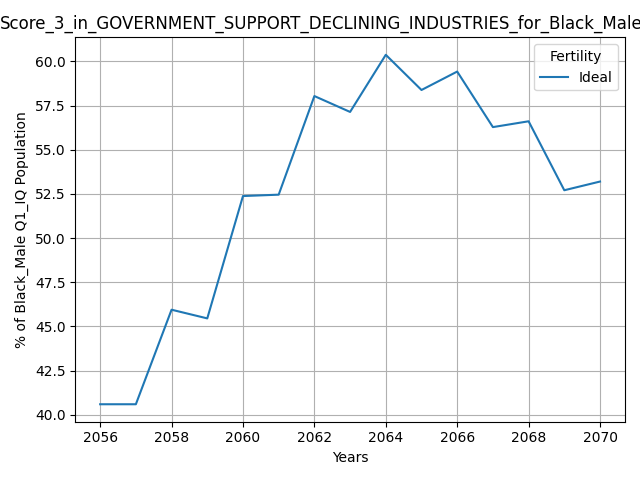 Score_3_in_GOVERNMENT_SUPPORT_DECLINING_INDUSTRIES_for_Black_Male
Fertility
Ideal
% of Black_Male Q1_IQ Population
60.0
57.5
55.0
52.5
50.0
47.5
45.0
42.5
40.0
2056 2058 2060 2062 2064 2066 2068 2070
Years